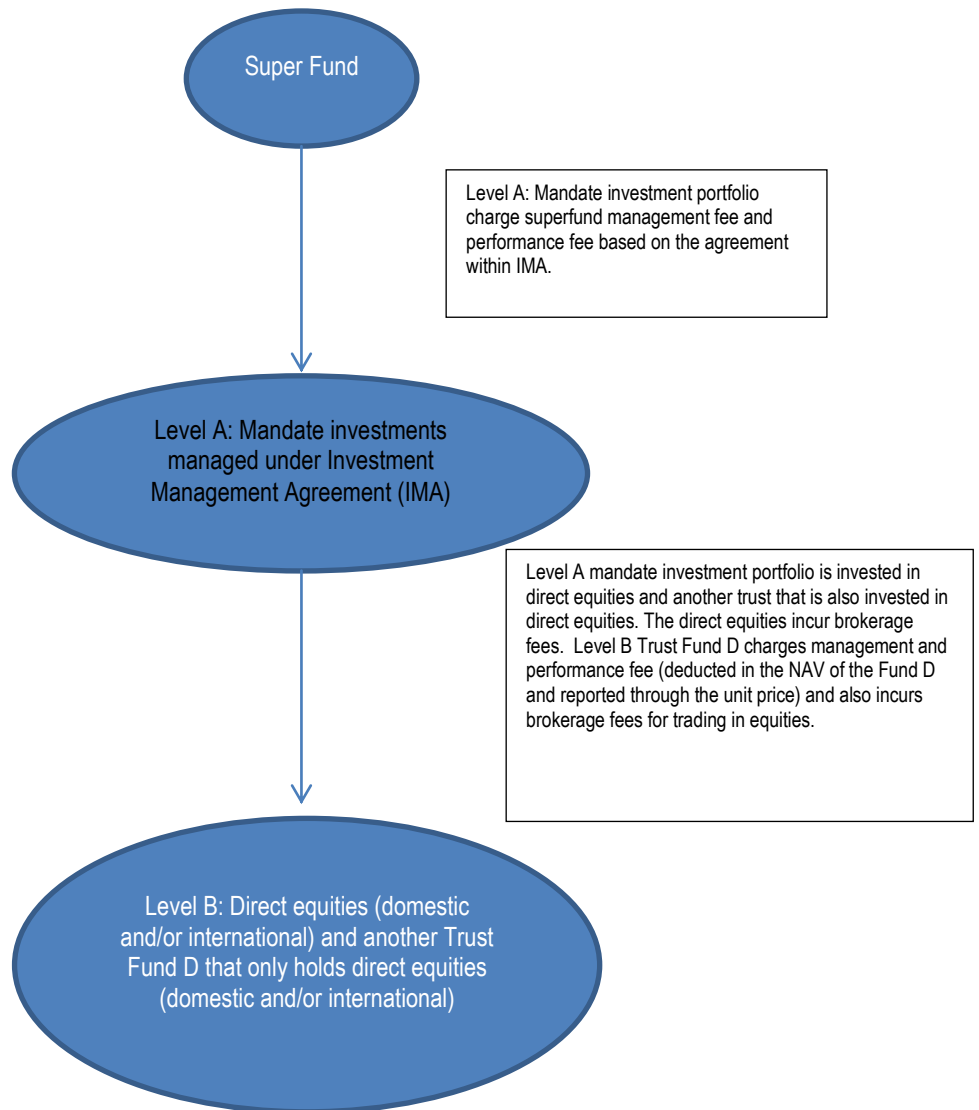 Super Fund
Level A: Mandate investment portfolio
charge superfund management fee and
performance fee based on the agreement
within IMA.
Level A: Mandate investments
managed under Investment
Management Agreement (IMA)
Level A mandate investment portfolio is invested in
direct equities and another trust that is also invested in
direct equities. The direct equities incur brokerage
fees.  Level B Trust Fund D charges management and
performance fee (deducted in the NAV of the Fund D
and reported through the unit price) and also incurs
brokerage fees for trading in equities.
Level B: Direct equities (domestic
and/or international) and another Trust
Fund D that only holds direct equities
(domestic and/or international)